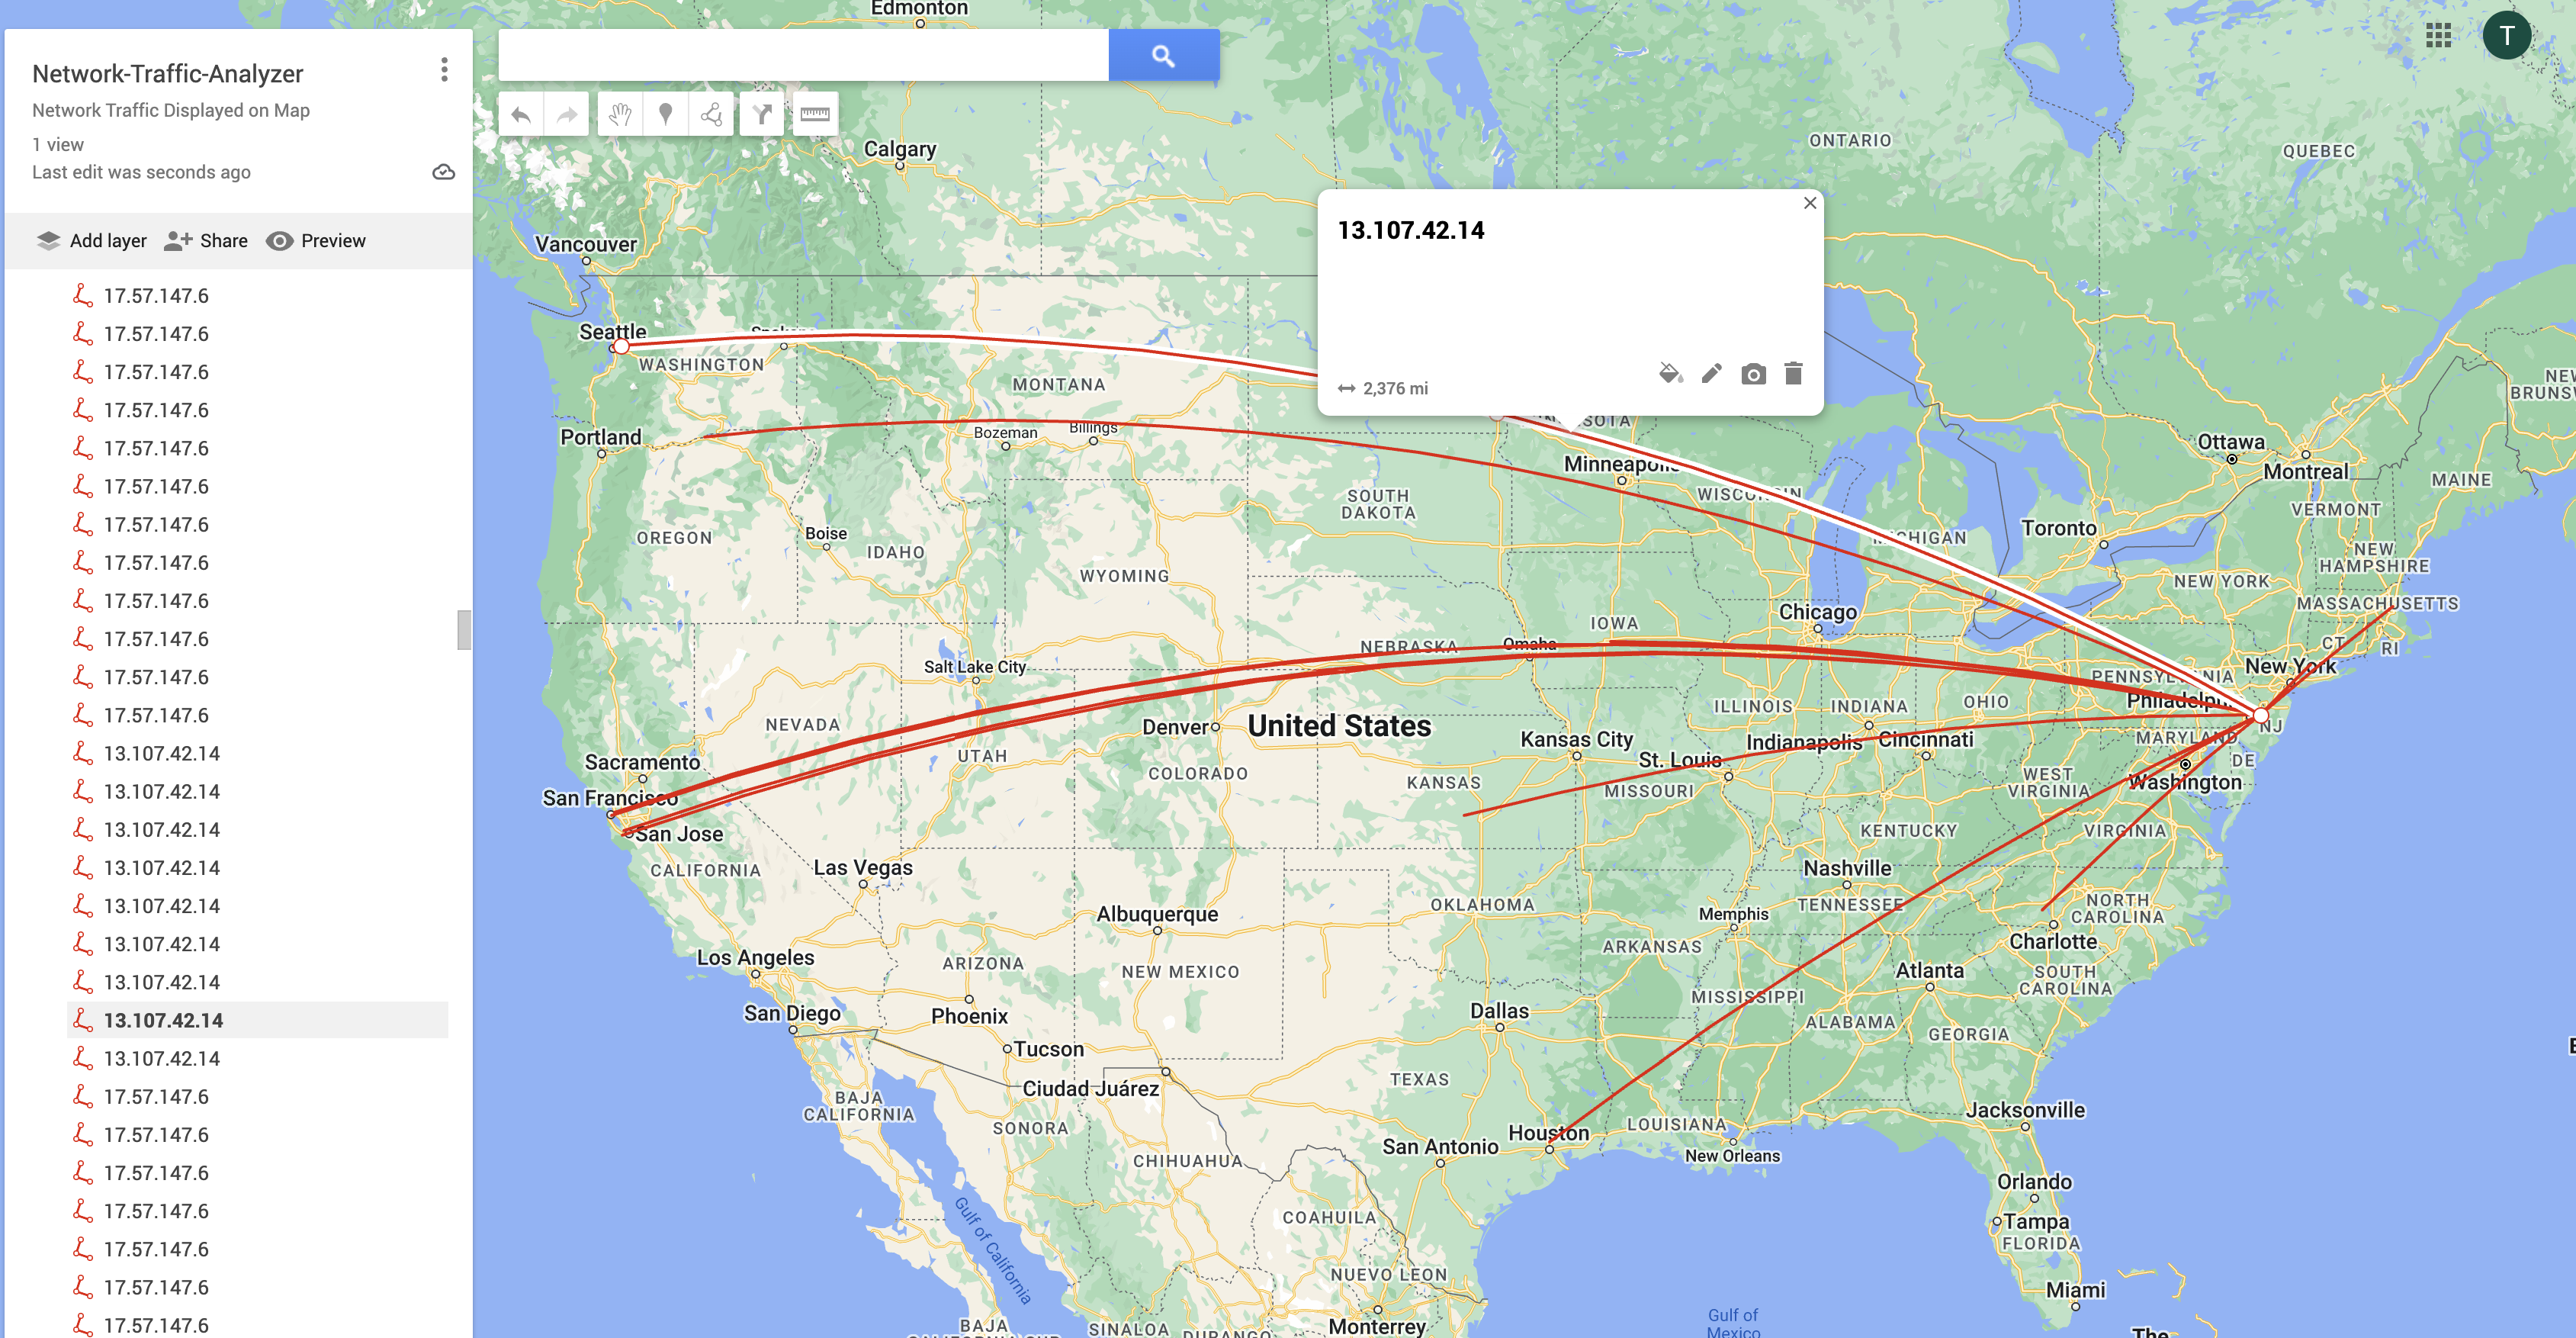 Network-Traffic-Analyzer
Network Traffic Displayed on Map
1 view
Last edit was seconds ago
Add layer Share Preview
17.57.147.6
17.57.147.6
17.57.147.6
17.57.147.6
17.57.147.6
17.57.147.6
17.57.147.6
17.57.147.6
17.57.147.6
17.57.147.6
17.57.147.6
17.57.147.6
13.107.42.14
13.107.42.14
13.107.42.14
13.107.42.14
13.107.42.14
13.107.42.14
13.107.42.14
13.107.42.14
13.107.42.14
17.57.147.6
17.57.147.6
17.57.147.6
17.57.147.6
17.57.147.6
17.57.147.6
17.57.147.6
T
13.107.42.14
2,376 mi
Edmonton
Calgary
ONTARIO
QUEBEC
Vancouver
Seattle
Spokane
WASHINGTON
MONTANA
Portland
Bozeman
Billings
Minneapolis
Ottawa
Montreal
MAINE
SOUTH
DAKOTA
WISCONSIN
VERMONT
Toronto
OREGON
Boise
IDAHO
MICHIGAN
NEW
HAMPSHIRE
WYOMING
NEW YORK
MASSACHUSETTS
Chicago
IOWA
CT
RI
NEBRASKA
Omaha
Salt Lake City
New York
PENNSYLVANIA
Philadelphia
ILLINOIS
INDIANA
OHIO
NEVADA
Denver
United States
NJ
Kansas City
Indianapolis
Cincinnati
MARYLAND
UTAH
St. Louis
DE
Sacramento
COLORADO
KANSAS
MISSOURI
WEST
VIRGINIA
Washington
San Francisco
San Jose
KENTUCKY
VIRGINIA
CALIFORNIA
Las Vegas
Nashville
OKLAHOMA
Memphis
TENNESSEE
NORTH
CAROLINA
Albuquerque
Charlotte
ARKANSAS
Los Angeles
ARIZONA
NEW MEXICO
Atlanta
SOUTH
CAROLINA
MISSISSIPPI
San Diego
Phoenix
Dallas
ALABAMA
GEORGIA
Tucson
TEXAS
Ciudad Juárez
BAJA
CALIFORNIA
SONORA
Jacksonville
LOUISIANA
Houston
San Antonio
New Orleans
CHIHUAHUA
Orlando
Gulf of California
COAHUILA
Tampa
FLORIDA
NUEVO LEON
Miami
Gulf of
Mexico
BAJA
SINALOA
DURANGO
Monterrey
The